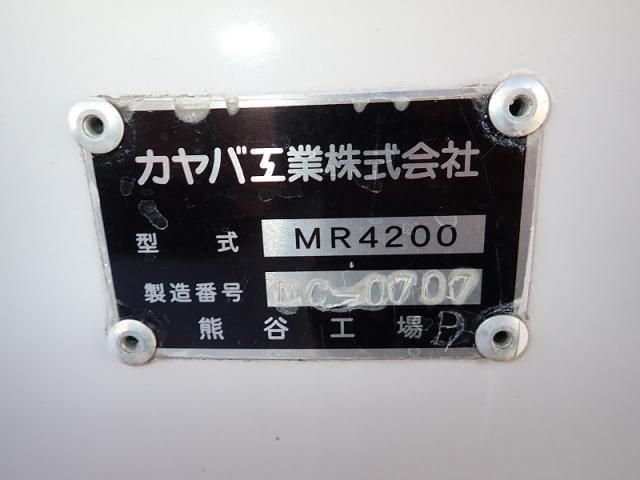 カヤバ工業株式会社
型式 MR4200
製造番号 MC-0707
熊谷工場